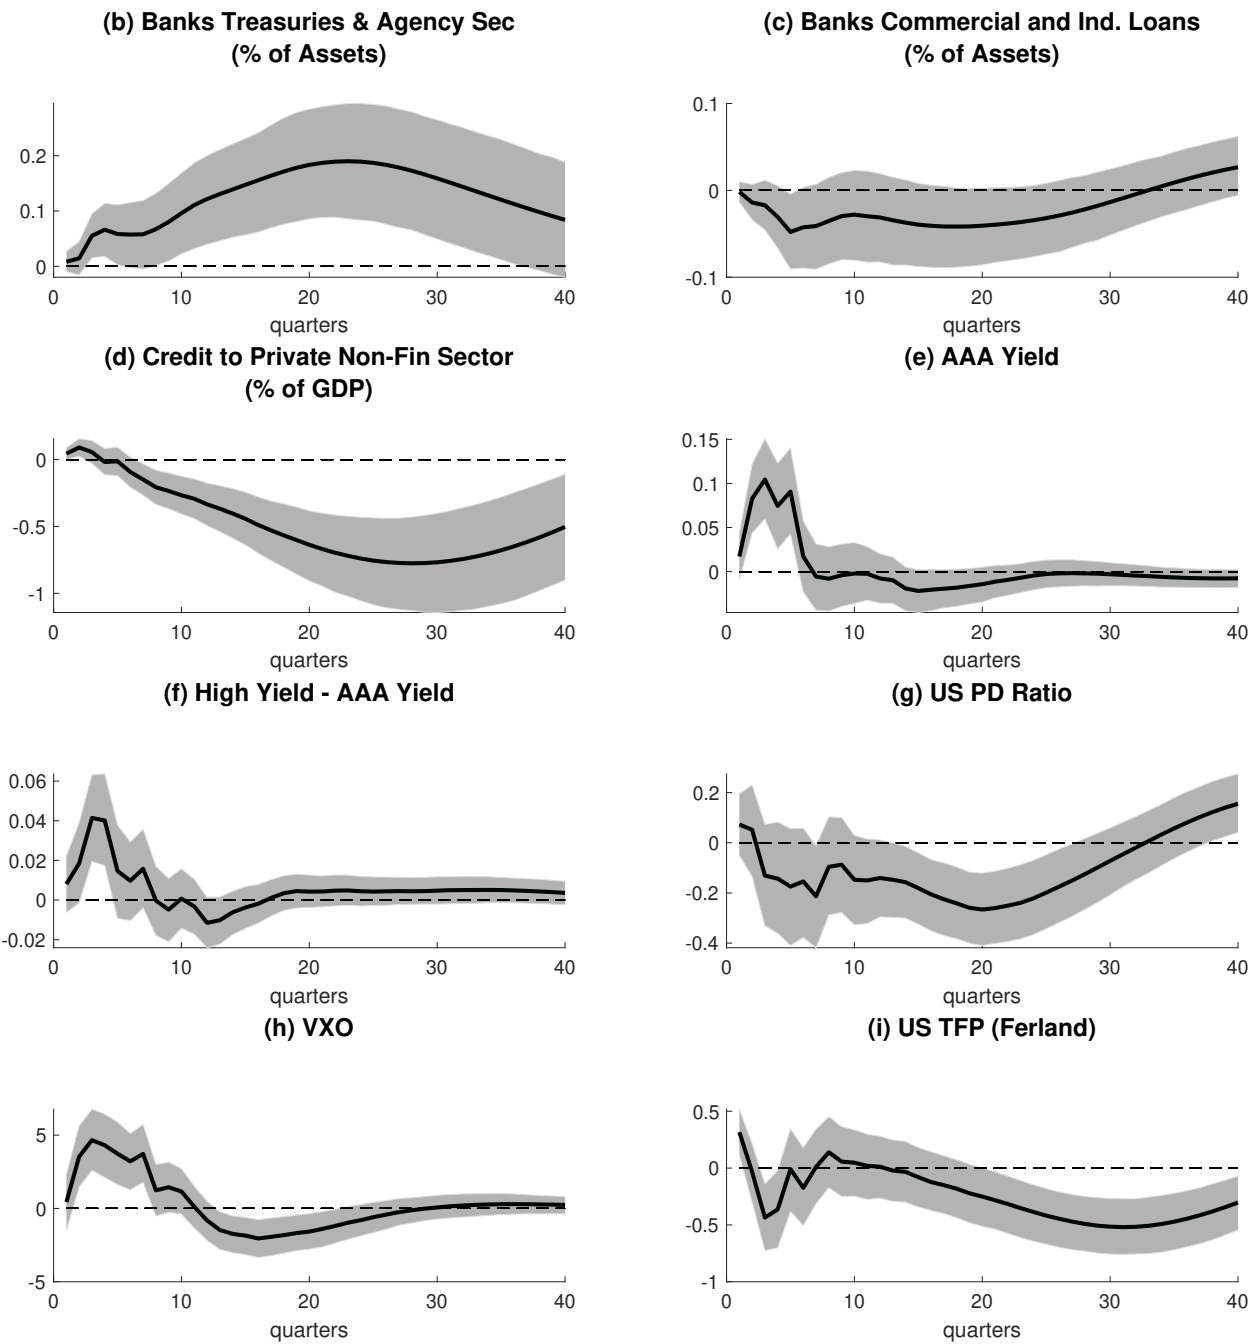 (b) Banks Treasuries & Agency Sec
(% of Assets)
0.2
0.1
0
0 10 20 30 40
quarters
(c) Banks Commercial and Ind. Loans
(% of Assets)
0.1
0
-0.1
0 10 20 30 40
quarters
(d) Credit to Private Non-Fin Sector
(% of GDP)
0
-0.5
-1
0 10 20 30 40
quarters
(e) AAA Yield
0.15
0.1
0.05
0
0 10 20 30 40
quarters
(f) High Yield - AAA Yield
0.06
0.04
0.02
0
-0.02
0 10 20 30 40
quarters
(g) US PD Ratio
0.2
0
-0.2
-0.4
0 10 20 30 40
quarters
(h) VXO
5
0
-5
0 10 20 30 40
quarters
(i) US TFP (Ferland)
0.5
0
-0.5
-1
0 10 20 30 40
quarters